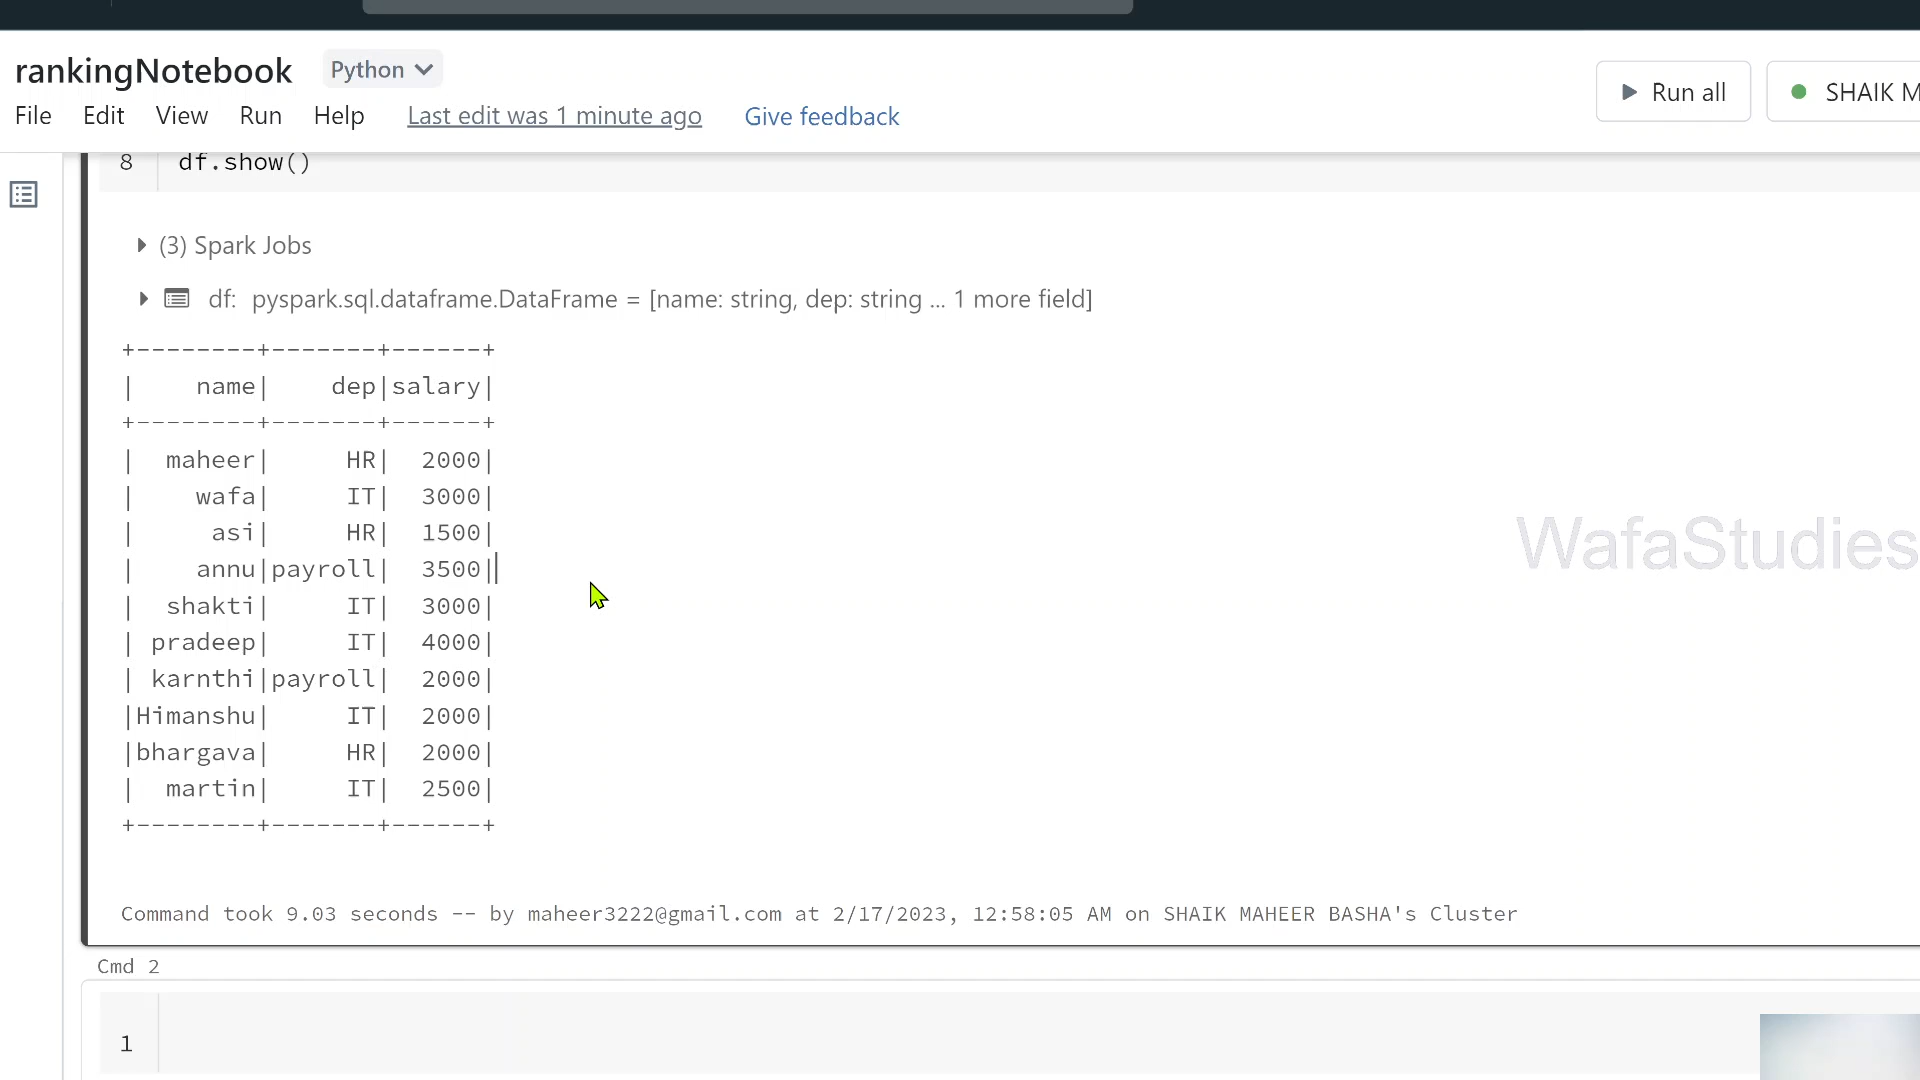 rankingNotebook Python
File Edit View Run Help Last edit was 1 minute ago Give feedback
Run all
SHAIK M
8 df.show()
(3) Spark Jobs
df: pyspark.sql.dataframe.DataFrame = [name: string, dep: string ... 1 more field]
+--------+-------+------+
|    name|    dep|salary|
+--------+-------+------+
|  maheer|     HR|  2000|
|    wafa|     IT|  3000|
|     asi|     HR|  1500|
|    annu|payroll|  3500|
|  shakti|     IT|  3000|
| pradeep|     IT|  4000|
| karnthi|payroll|  2000|
|Himanshu|     IT|  2000|
|bhargava|     HR|  2000|
|  martin|     IT|  2500|
+--------+-------+------+
WafaStudies
Command took 9.03 seconds -- by maheer3222@gmail.com at 2/17/2023, 12:58:05 AM on SHAIK MAHEER BASHA's Cluster
Cmd 2
1